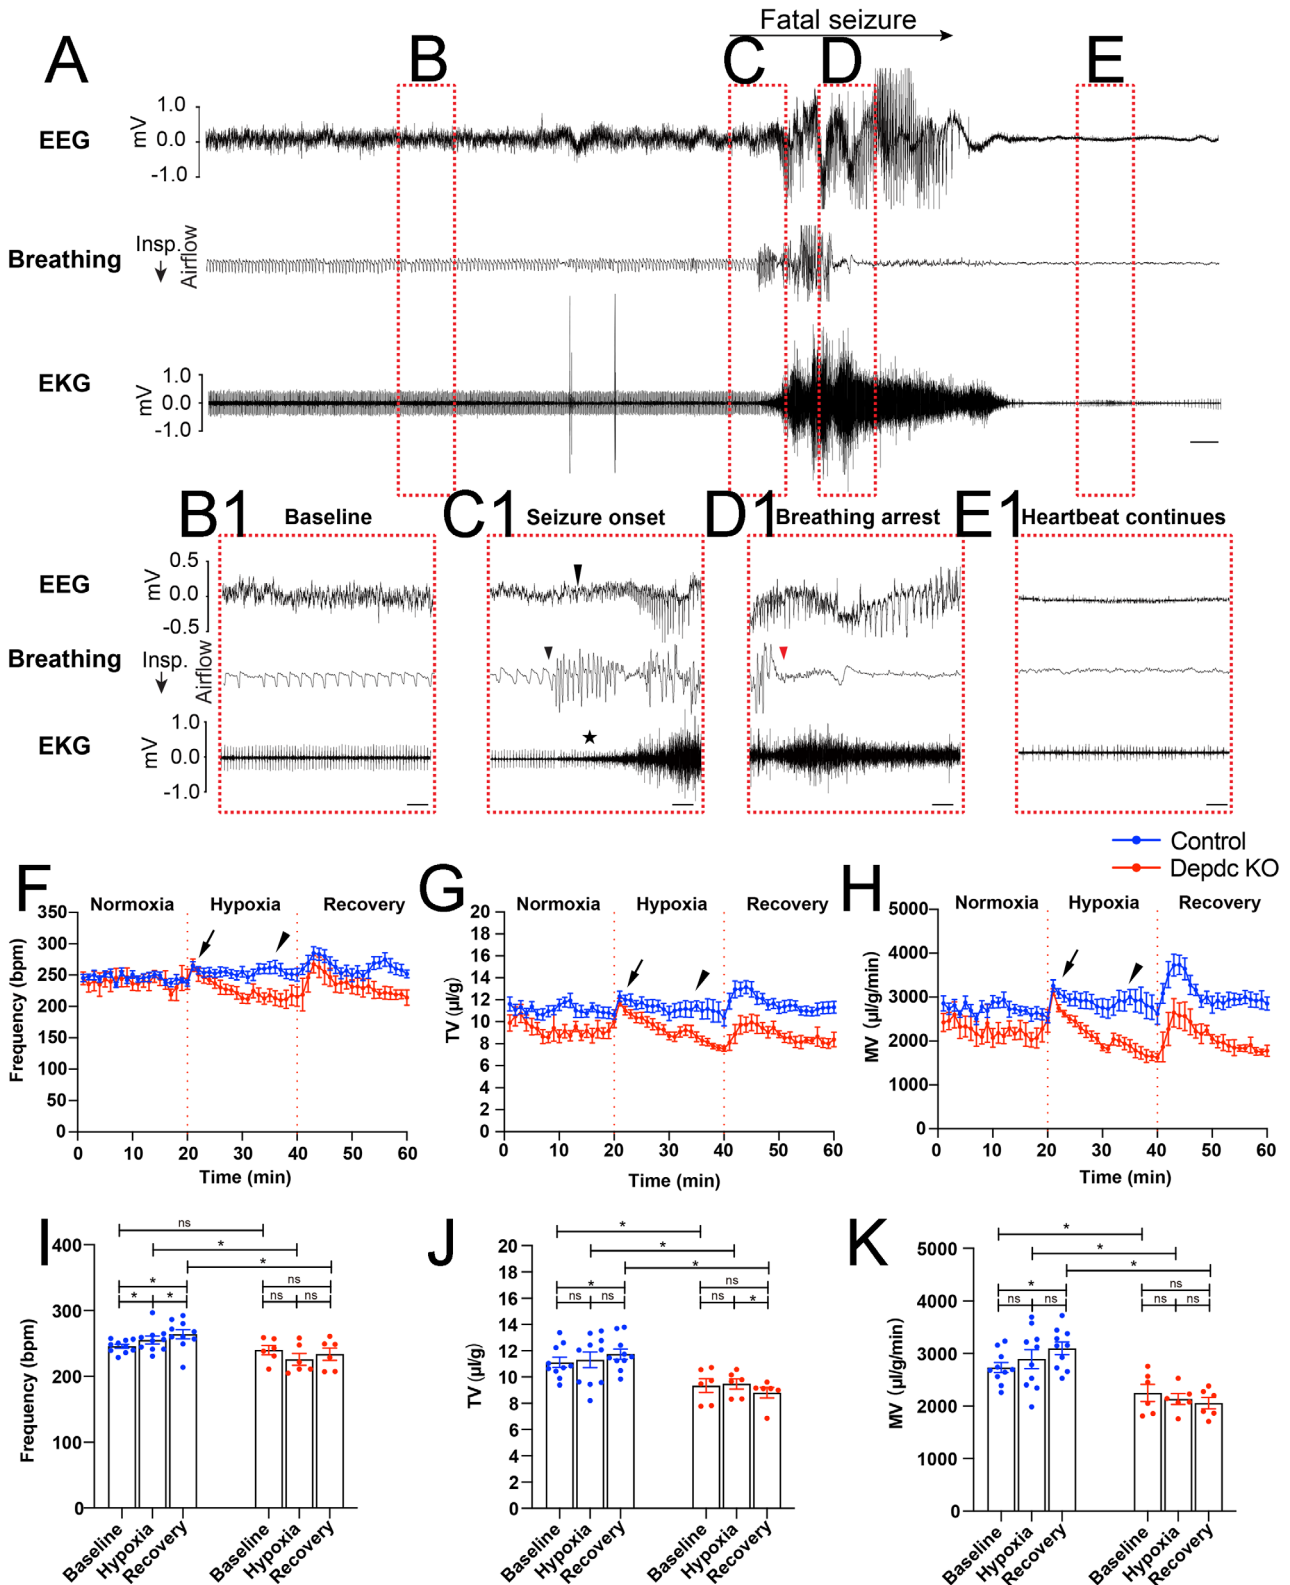 Fatal seizure
A
B
C
D
E
EEG
mV
1.0
0.0
-1.0
Breathing
Insp.
Airflow
EKG
mV
1.0
0.0
-1.0
B1
Baseline
C1
Seizure onset
D1
Breathing arrest
E1
Heartbeat continues
EEG
mV
0.5
0.0
-0.5
Breathing
Insp.
Airflow
EKG
mV
1.0
0.0
-1.0
Control
Depdc KO
F
Normoxia
Hypoxia
Recovery
Frequency (bpm)
350
300
250
200
150
100
50
0
0 10 20 30 40 50 60
Time (min)
G
Normoxia
Hypoxia
Recovery
TV (µl/g)
20
18
16
14
12
10
8
6
4
2
0
0 10 20 30 40 50 60
Time (min)
H
Normoxia
Hypoxia
Recovery
MV (µl/g/min)
5000
4000
3000
2000
1000
0
0 10 20 30 40 50 60
Time (min)
I
Frequency (bpm)
400
300
200
100
0
ns
*
*
*
ns
* *
ns ns
Baseline
Hypoxia
Recovery
Baseline
Hypoxia
Recovery
J
TV (µl/g)
20
18
16
14
12
10
8
6
4
2
0
*
*
*
*
ns
ns ns
ns *
Baseline
Hypoxia
Recovery
Baseline
Hypoxia
Recovery
K
MV (µl/g/min)
5000
4000
3000
2000
1000
0
*
*
*
*
ns
ns ns
ns ns
Baseline
Hypoxia
Recovery
Baseline
Hypoxia
Recovery